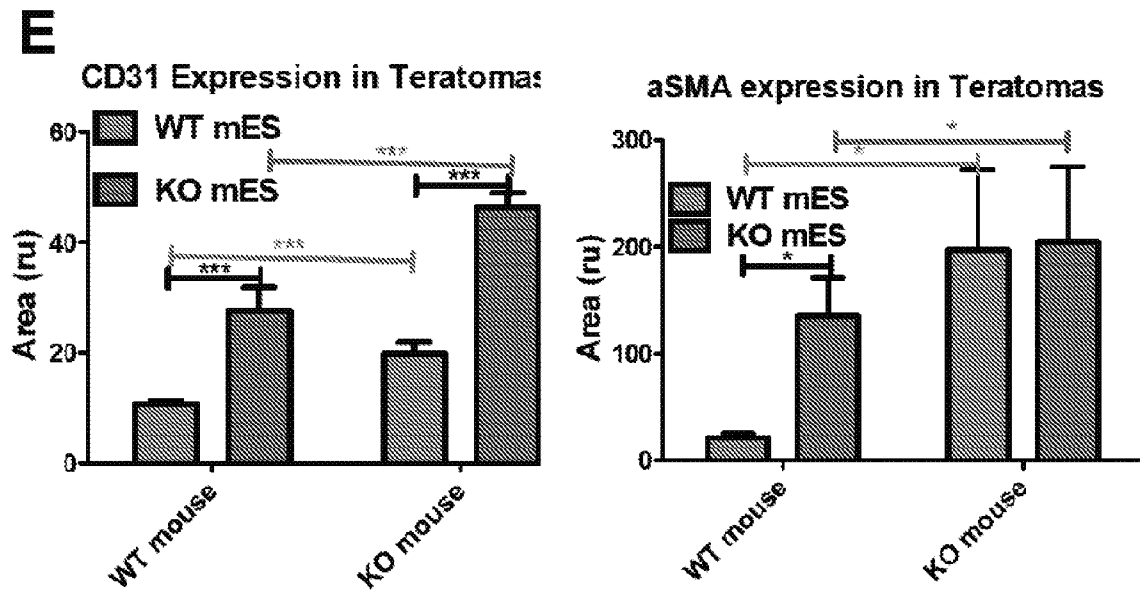 E
CD31 Expression in Teratomas
WT mES
KO mES
Area (ru)
60
40
20
0
***
***
***
***
WT mouse
KO mouse
aSMA expression in Teratomas
WT mES
KO mES
Area (ru)
300
200
100
0
*
*
*
WT mouse
KO mouse